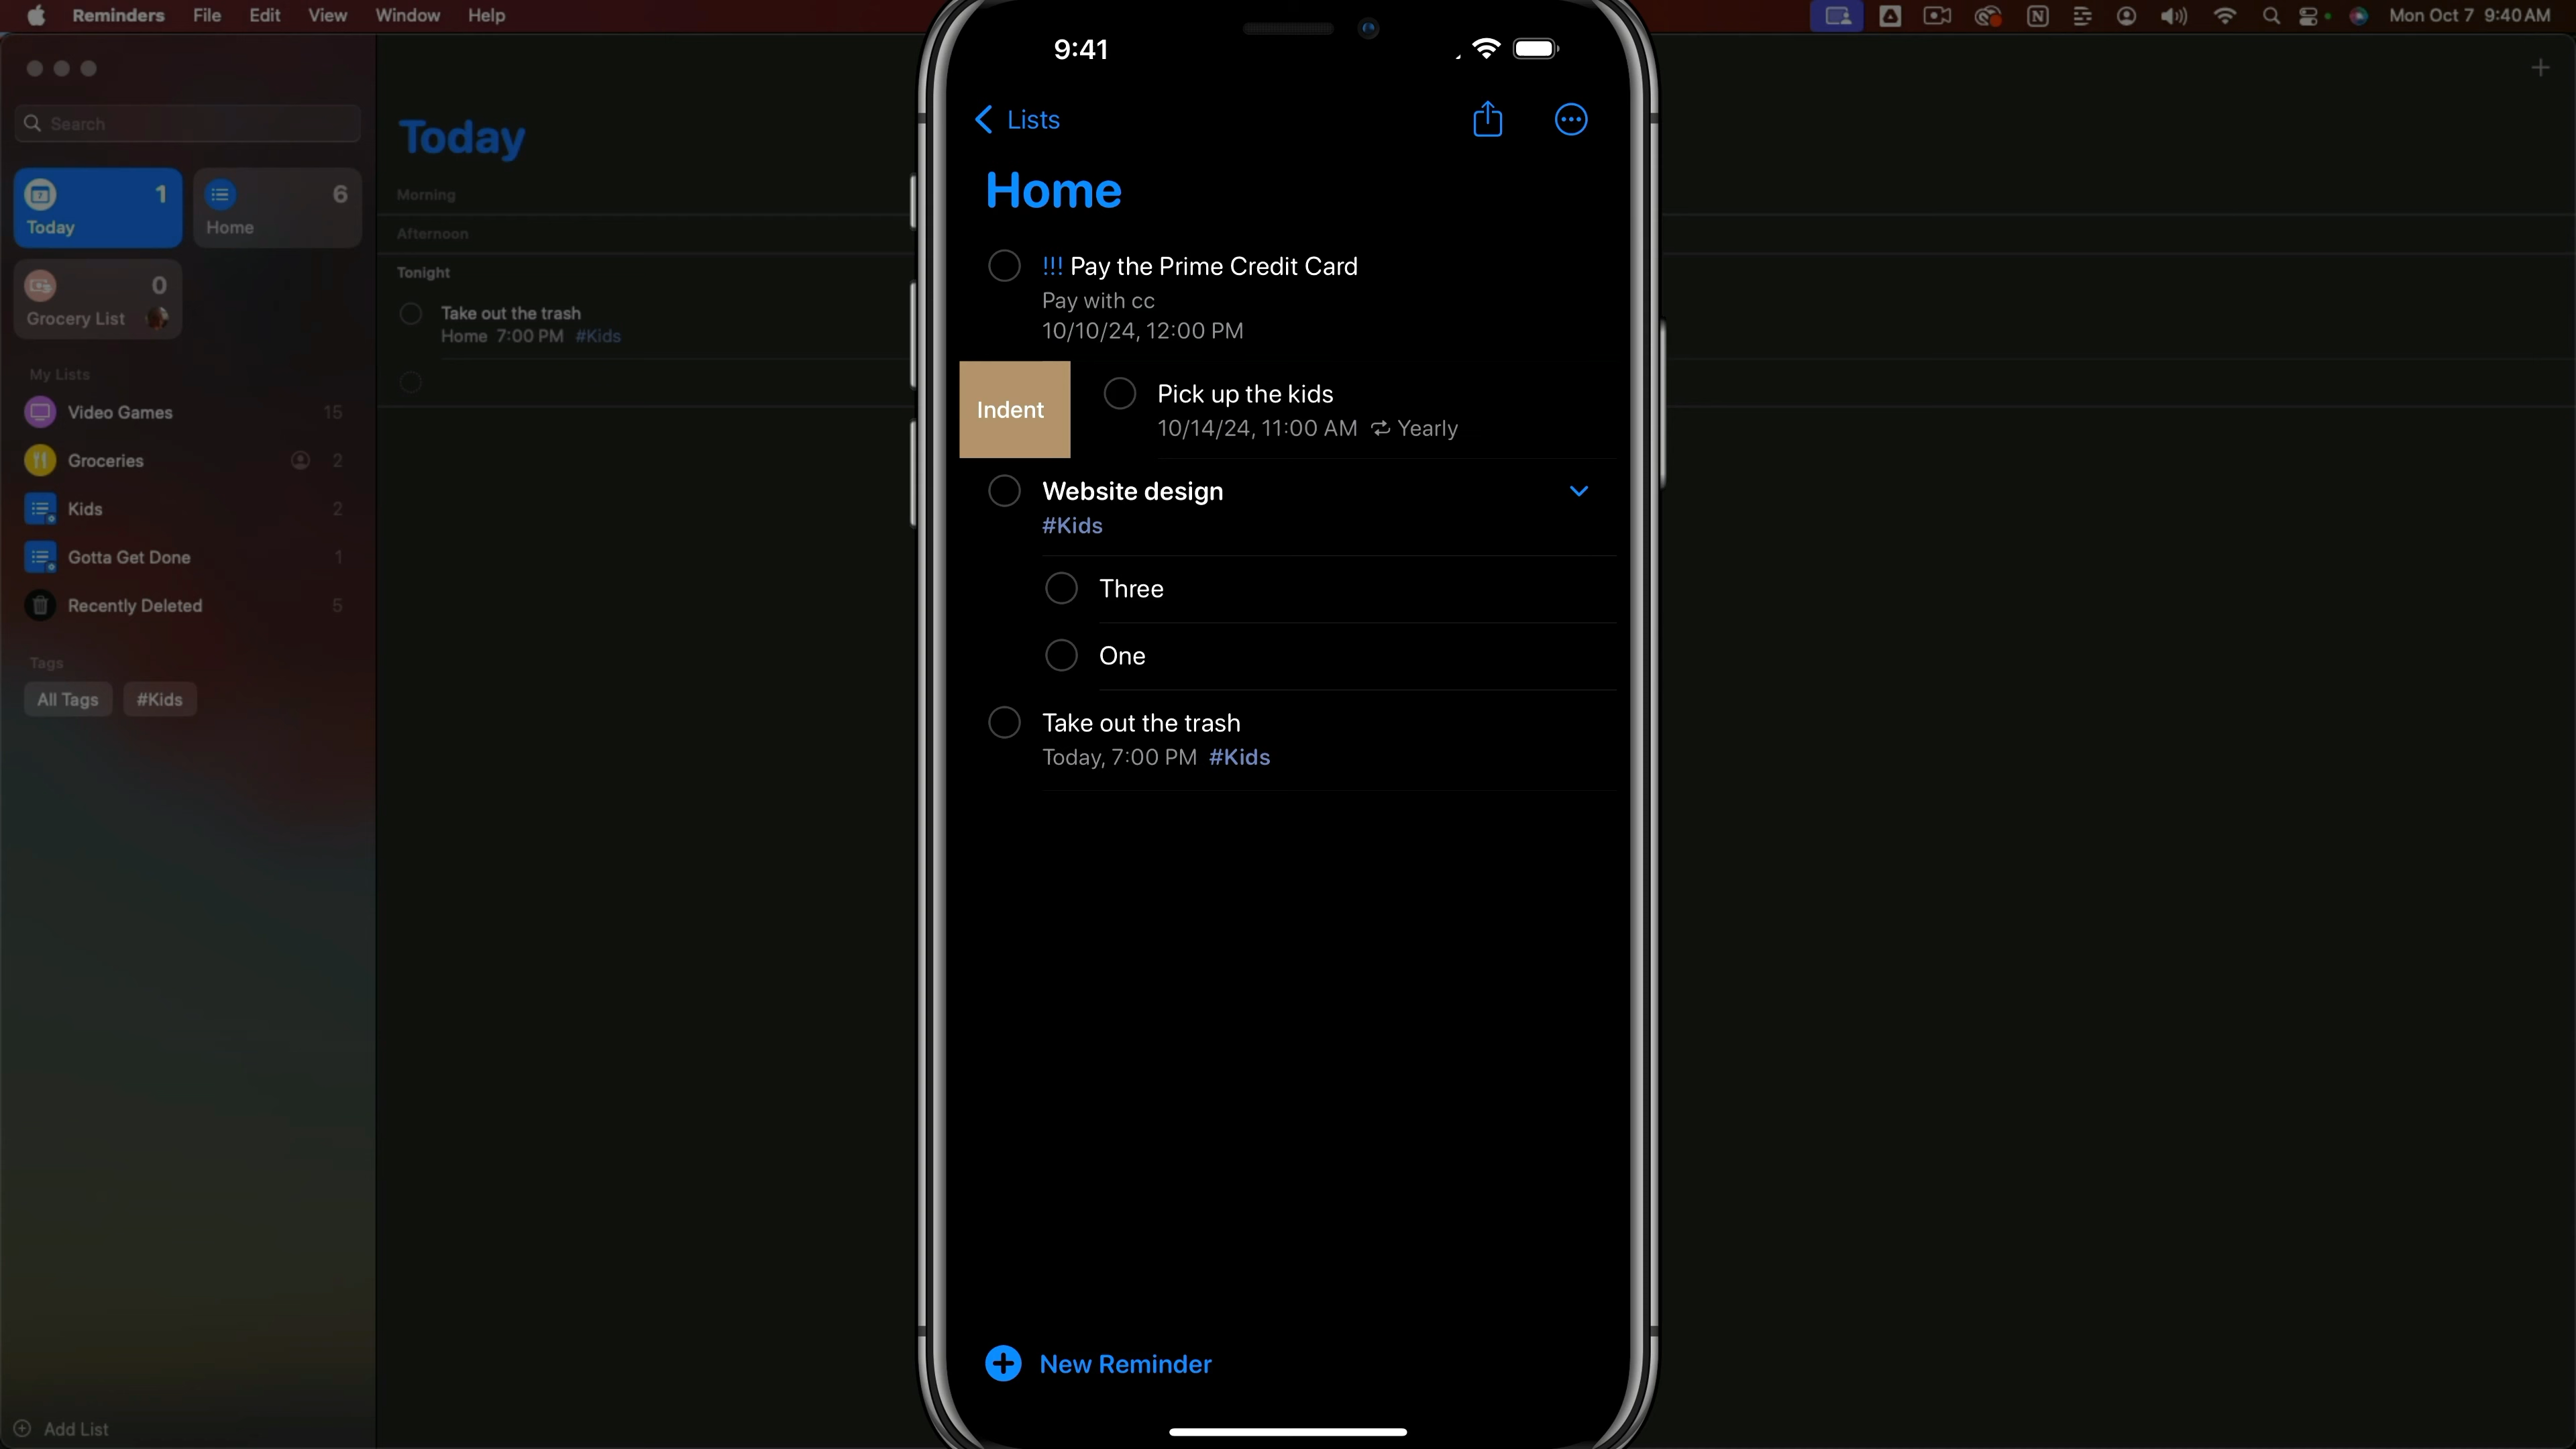 Reminders File Edit View Window Help
Mon Oct 7 9:40 AM
Search
Today 1
Home 6
Grocery List 0
My Lists
Video Games 15
Groceries 2
Kids 2
Gotta Get Done 1
Recently Deleted 5
Tags
All Tags #Kids
Add List
Today
Morning
Afternoon
Tonight
Take out the trash
Home 7:00 PM #Kids
9:41
Lists
Home
!!! Pay the Prime Credit Card
Pay with cc
10/10/24, 12:00 PM
Indent
Pick up the kids
10/14/24, 11:00 AM Yearly
Website design
#Kids
Three
One
Take out the trash
Today, 7:00 PM #Kids
New Reminder